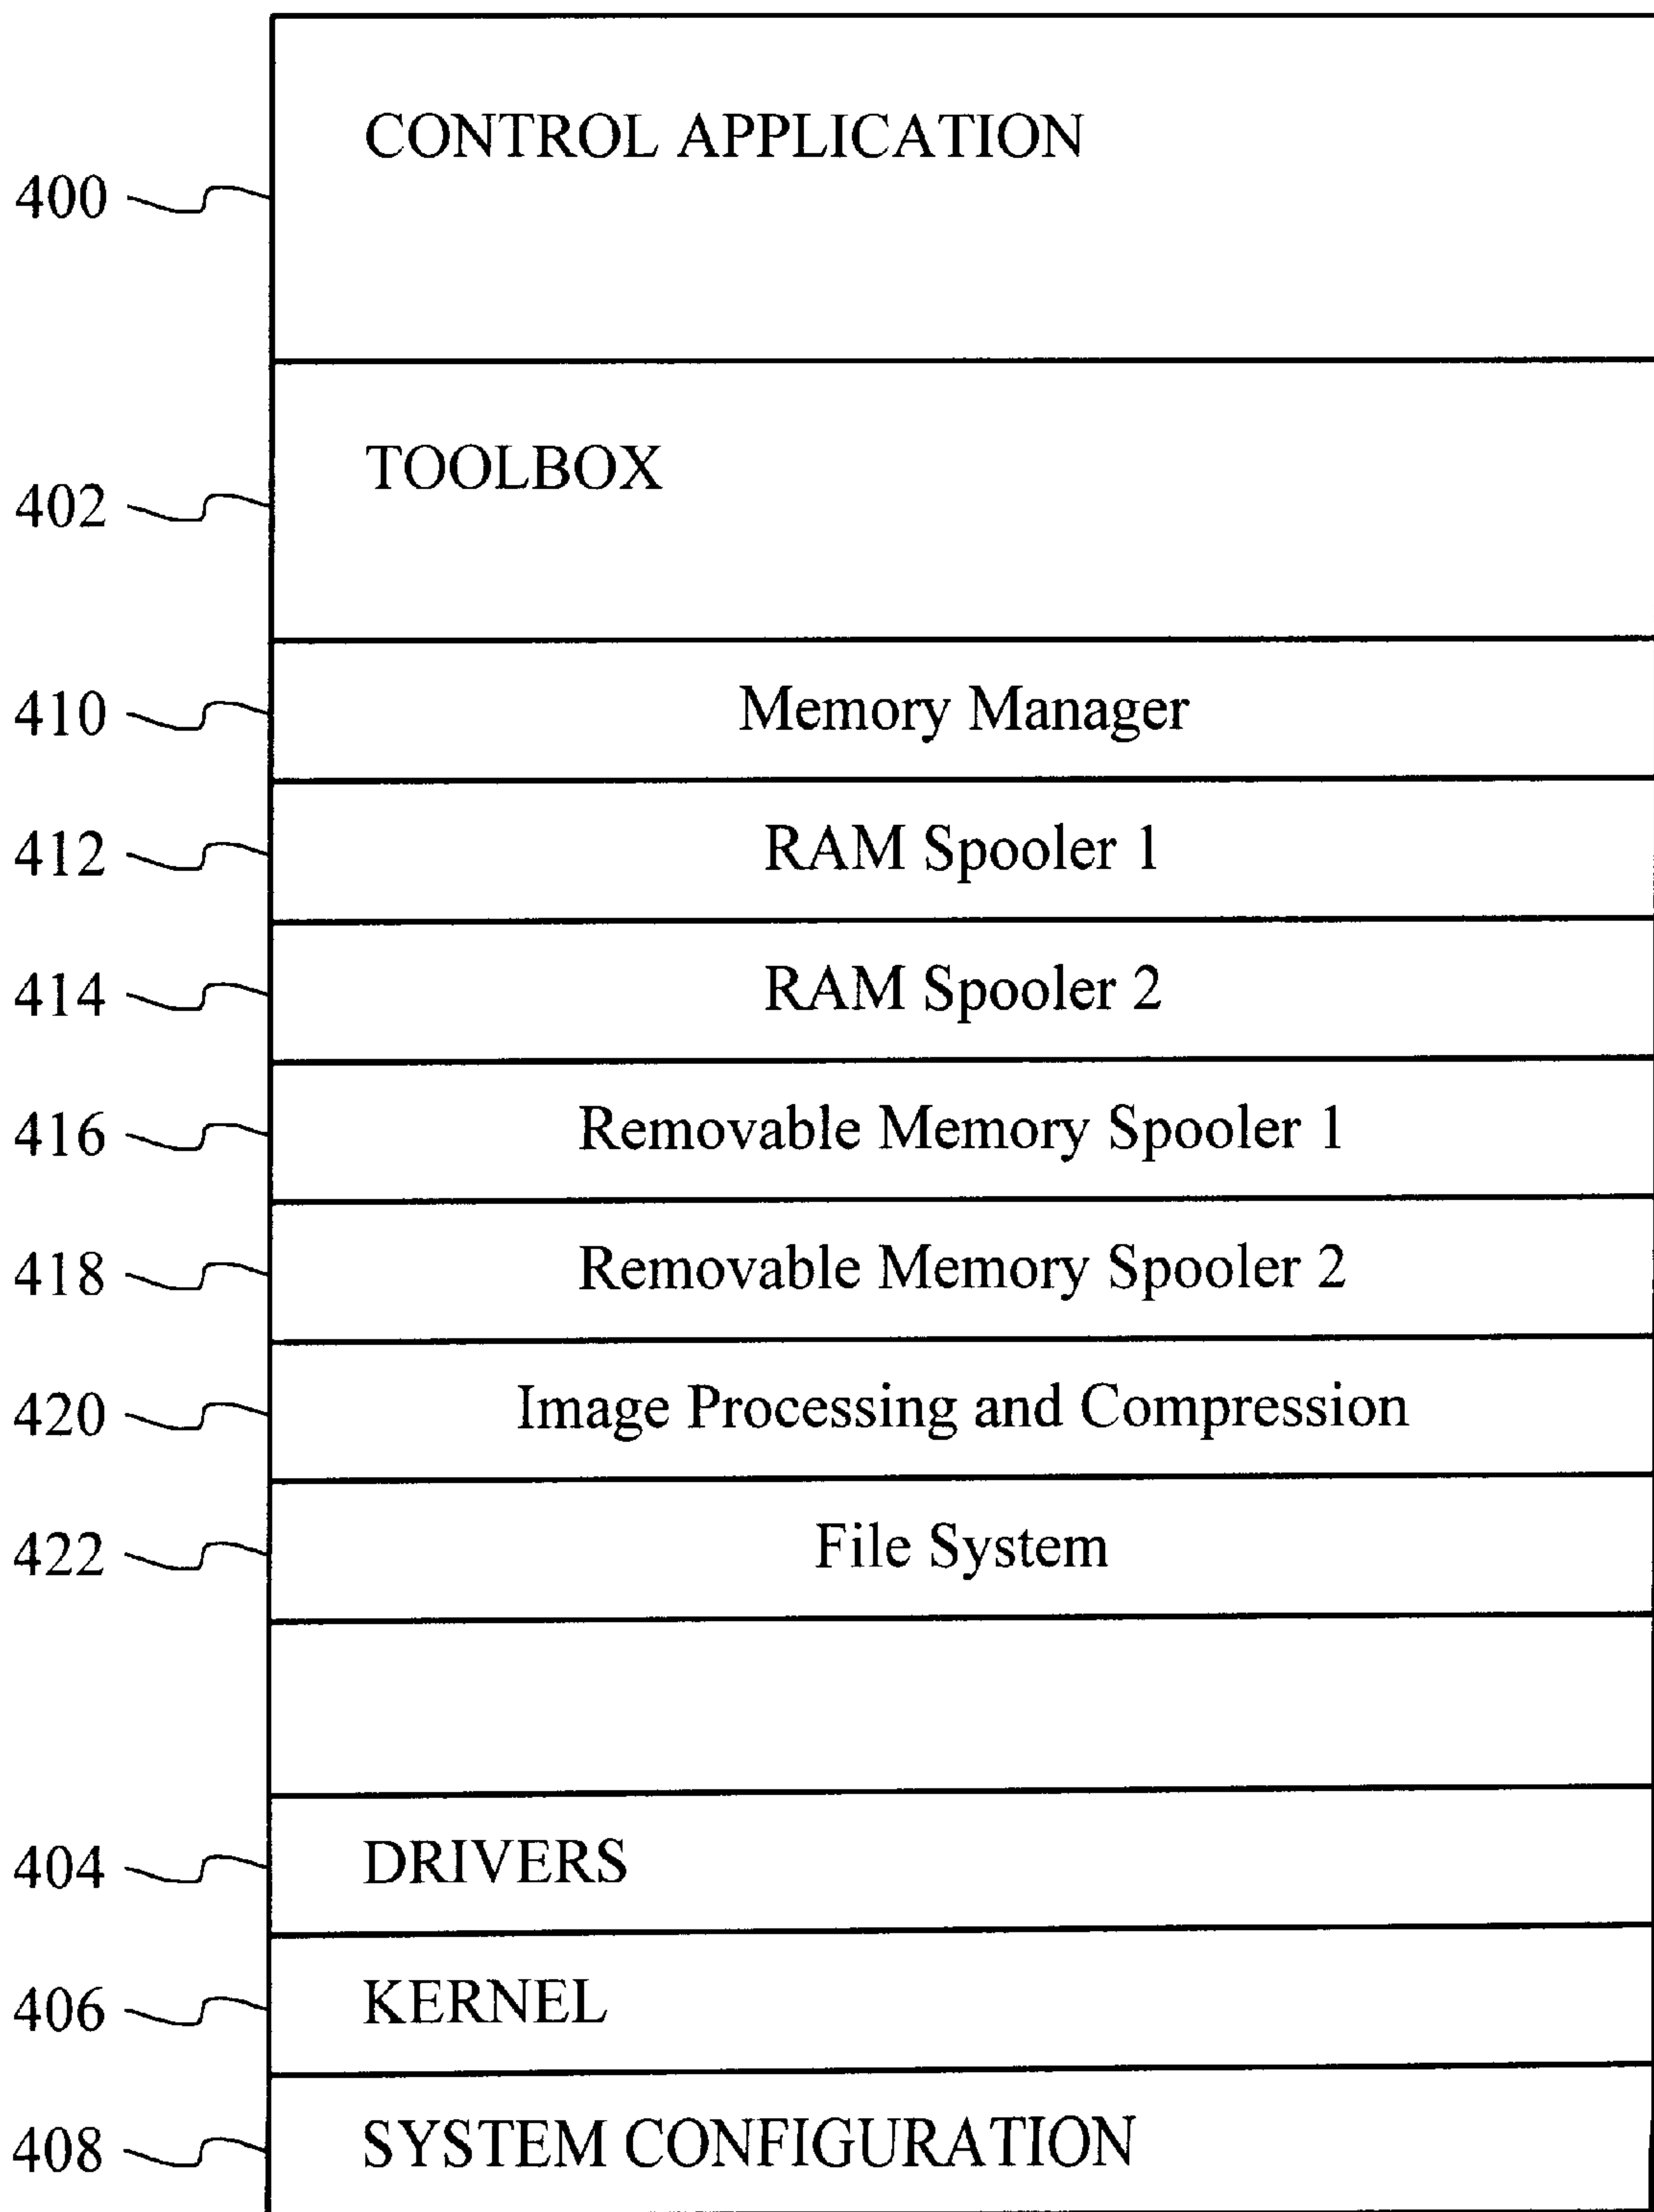 CONTROL APPLICATION
400
TOOLBOX
402
410 Memory Manager
412 RAM Spooler 1
414 RAM Spooler 2
416 Removable Memory Spooler 1
418 Removable Memory Spooler 2
420 Image Processing and Compression
422 File System
404 DRIVERS
406 KERNEL
408 SYSTEM CONFIGURATION